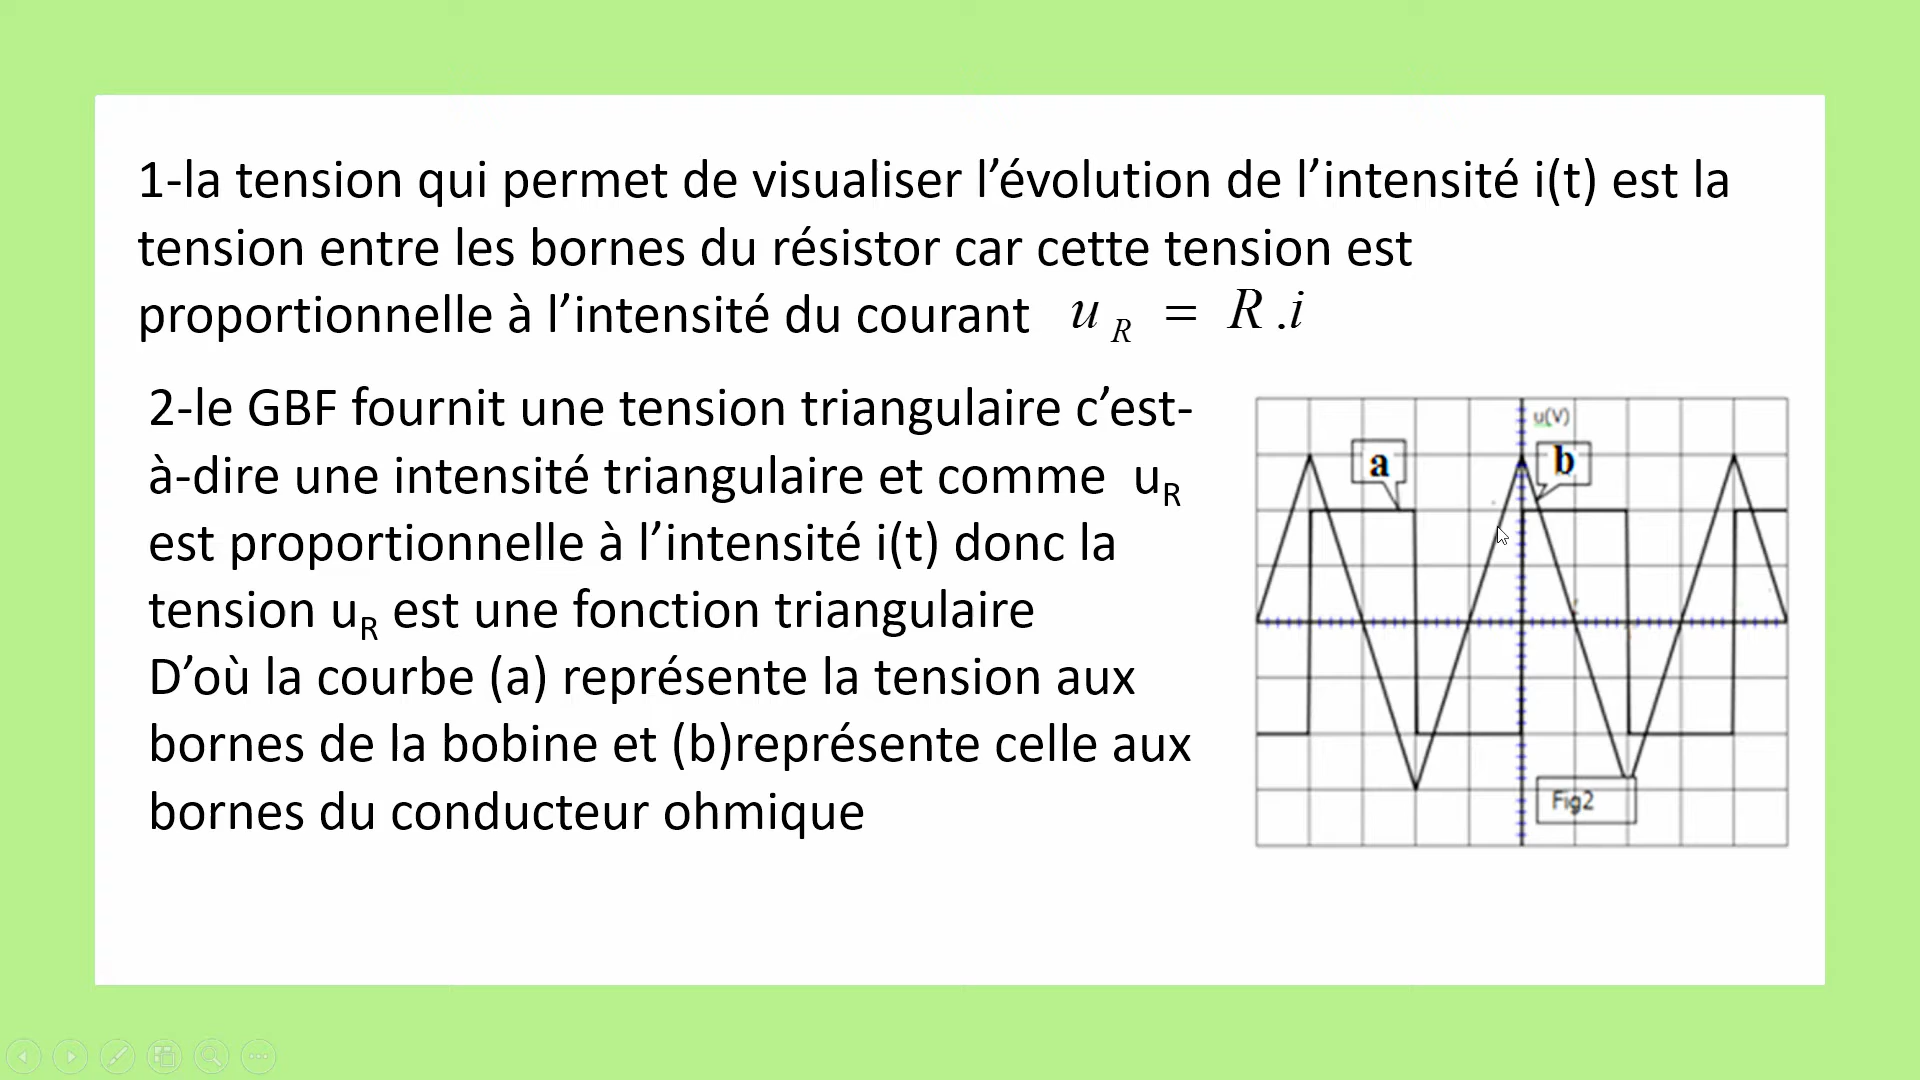 1-la tension qui permet de visualiser l’évolution de l’intensité i(t) est la
tension entre les bornes du résistor car cette tension est
proportionnelle à l’intensité du courant u R = R .i
2-le GBF fournit une tension triangulaire c’est-
à-dire une intensité triangulaire et comme uR
est proportionnelle à l’intensité i(t) donc la
tension uR est une fonction triangulaire
D’où la courbe (a) représente la tension aux
bornes de la bobine et (b)représente celle aux
bornes du conducteur ohmique
u(V)
a
b
Fig2